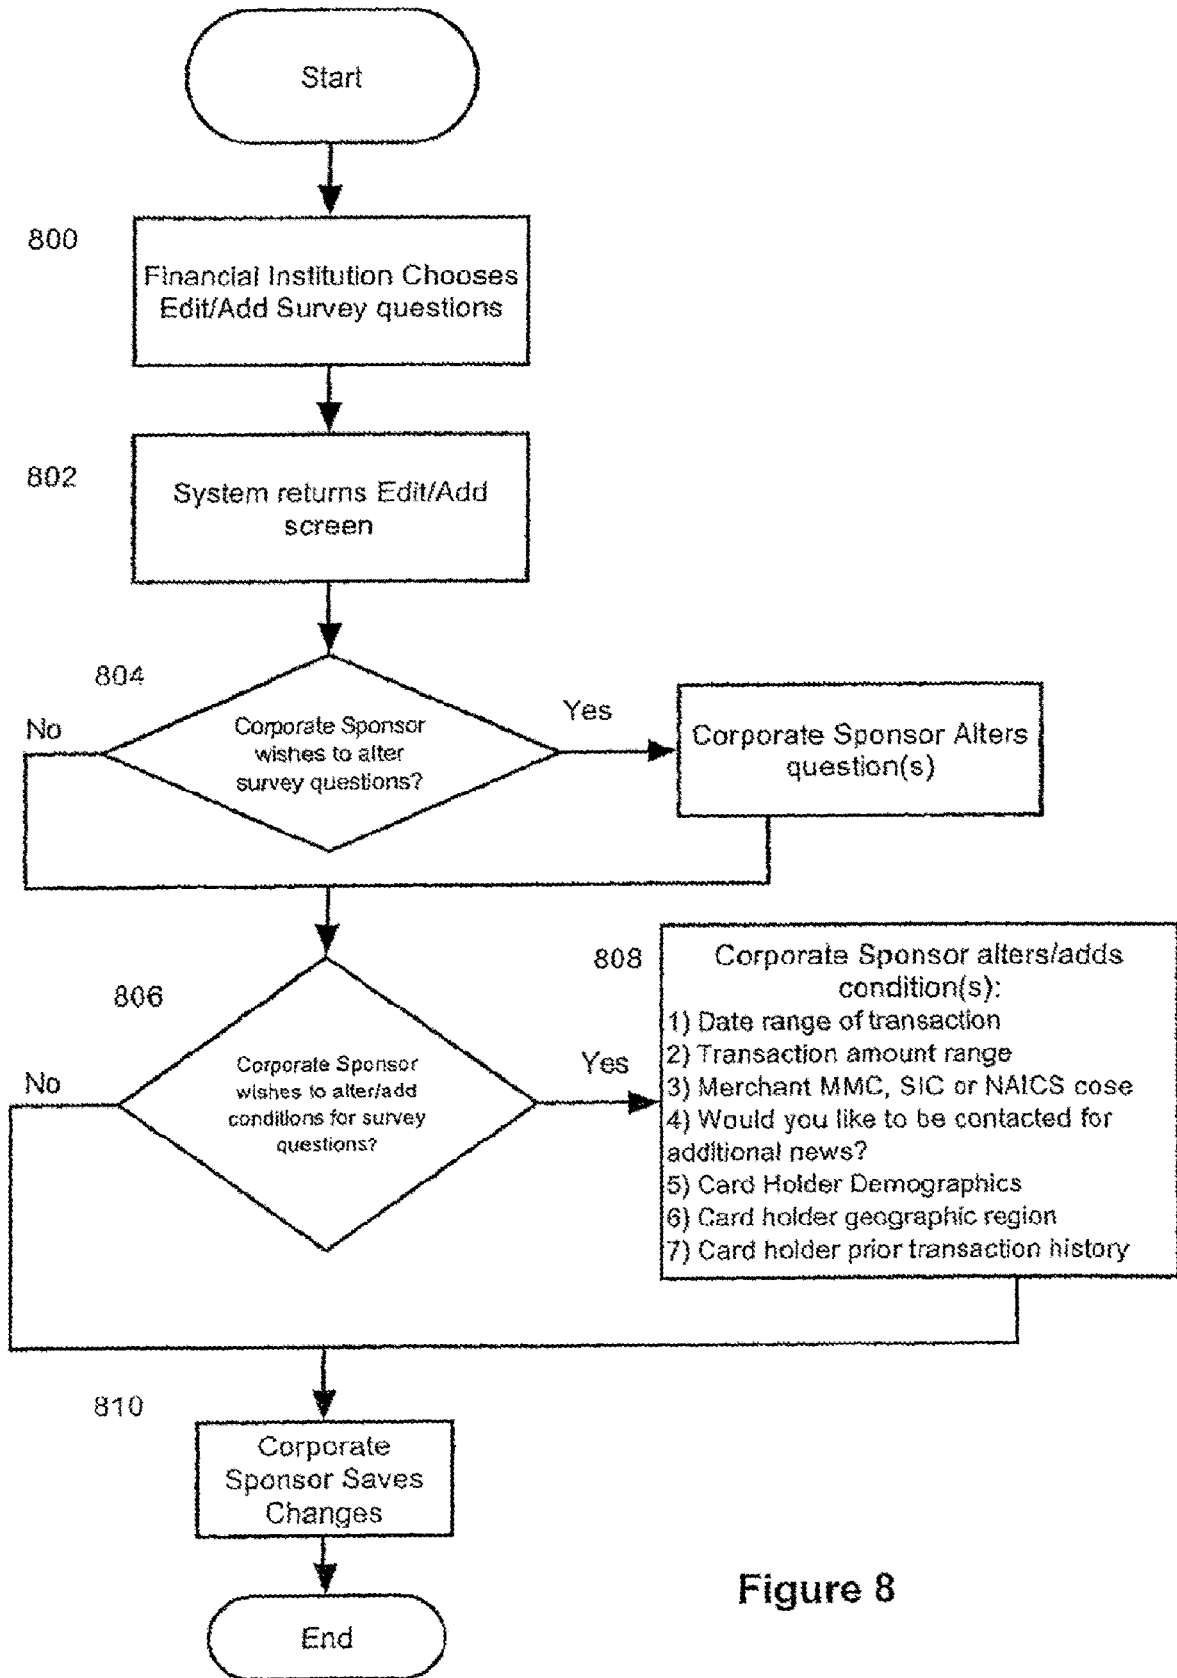 Start
800
Financial Institution Chooses
Edit/Add Survey questions
802
System returns Edit/Add
screen
804
No
Corporate Sponsor
wishes to alter
survey questions?
Yes
Corporate Sponsor Alters
question(s)
806
No
Corporate Sponsor
wishes to alter/add
conditions for survey
questions?
Yes
808
Corporate Sponsor alters/adds
condition(s):
1) Date range of transaction
2) Transaction amount range
3) Merchant MMC, SIC or NAICS cose
4) Would you like to be contacted for
additional news?
5) Card Holder Demographics
6) Card holder geographic region
7) Card holder prior transaction history
810
Corporate
Sponsor Saves
Changes
End
Figure 8